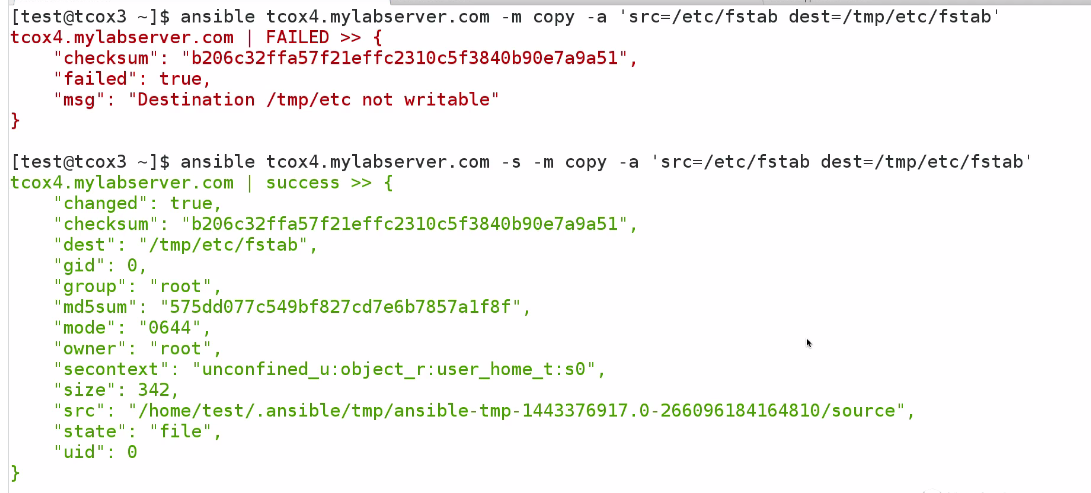 [test@tcox3 ~]$ ansible tcox4.mylabserver.com -m copy -a 'src=/etc/fstab dest=/tmp/etc/fstab'
tcox4.mylabserver.com | FAILED >> {
    "checksum": "b206c32ffa57f21effc2310c5f3840b90e7a9a51",
    "failed": true,
    "msg": "Destination /tmp/etc not writable"
}

[test@tcox3 ~]$ ansible tcox4.mylabserver.com -s -m copy -a 'src=/etc/fstab dest=/tmp/etc/fstab'
tcox4.mylabserver.com | success >> {
    "changed": true,
    "checksum": "b206c32ffa57f21effc2310c5f3840b90e7a9a51",
    "dest": "/tmp/etc/fstab",
    "gid": 0,
    "group": "root",
    "md5sum": "575dd077c549bf827cd7e6b7857a1f8f",
    "mode": "0644",
    "owner": "root",
    "secontext": "unconfined_u:object_r:user_home_t:s0",
    "size": 342,
    "src": "/home/test/.ansible/tmp/ansible-tmp-1443376917.0-266096184164810/source",
    "state": "file",
    "uid": 0
}